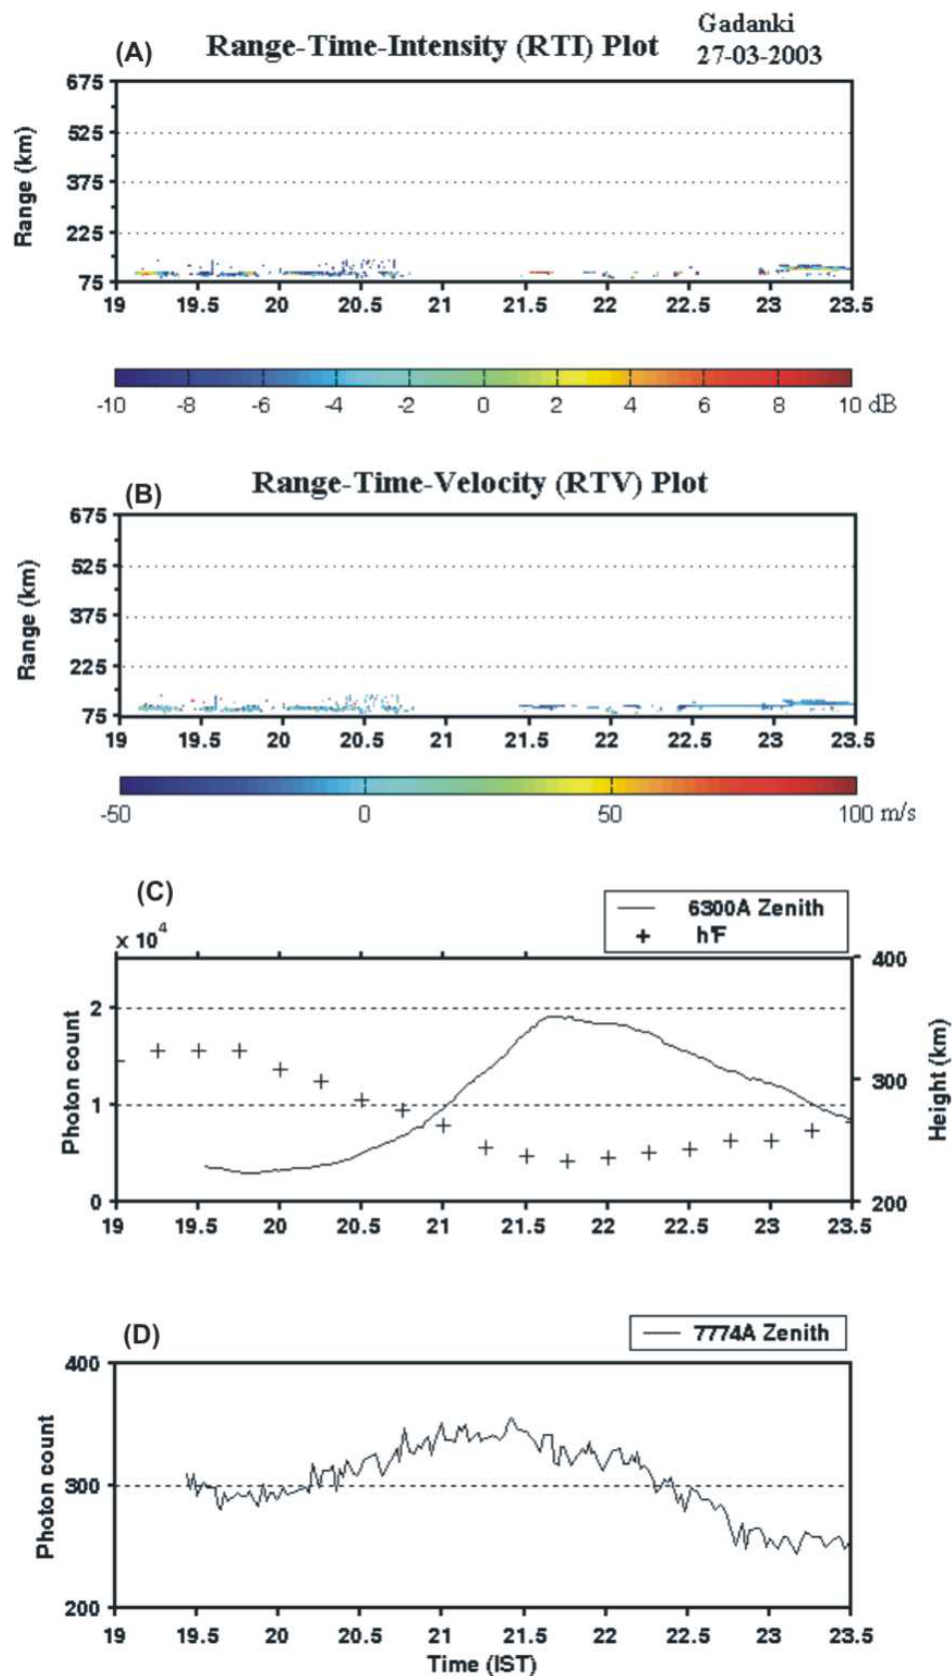 (A) Range-Time-Intensity (RTI) Plot Gadanki
27-03-2003
675
525
375
225
75
Range (km)
19 19.5 20 20.5 21 21.5 22 22.5 23 23.5
-10 -8 -6 -4 -2 0 2 4 6 8 10 dB
(B) Range-Time-Velocity (RTV) Plot
675
525
375
225
75
Range (km)
19 19.5 20 20.5 21 21.5 22 22.5 23 23.5
-50 0 50 100 m/s
(C)
6300A Zenith
h'F
x 10^4
2
1
0
Photon count
400
300
200
Height (km)
19 19.5 20 20.5 21 21.5 22 22.5 23 23.5
(D)
7774A Zenith
400
300
200
Photon count
19 19.5 20 20.5 21 21.5 22 22.5 23 23.5
Time (IST)